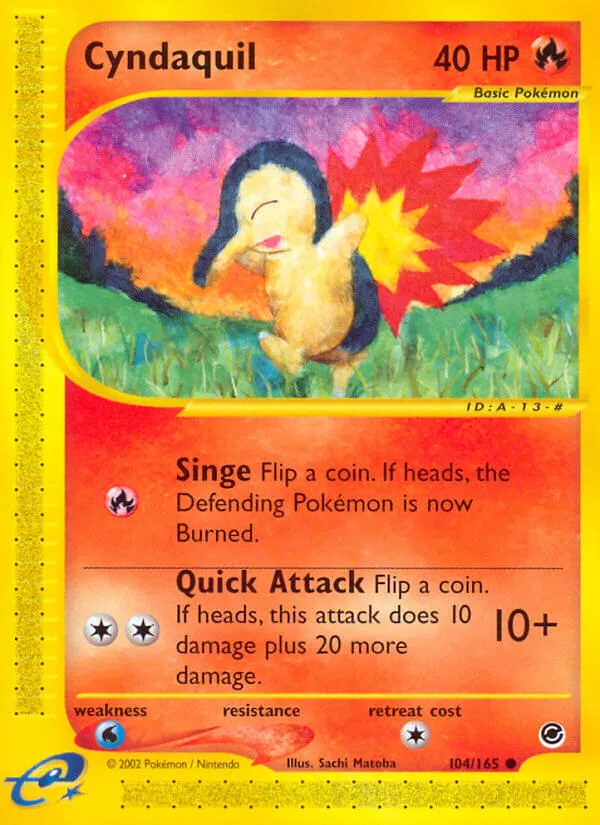 Cyndaquil 40 HP
Basic Pokémon
ID:A-13-#
Singe Flip a coin. If heads, the
Defending Pokémon is now
Burned.
Quick Attack Flip a coin.
If heads, this attack does 10
damage plus 20 more
damage.
10+
weakness resistance retreat cost
© 2002 Pokémon / Nintendo Illus. Sachi Matoba 104/165
e